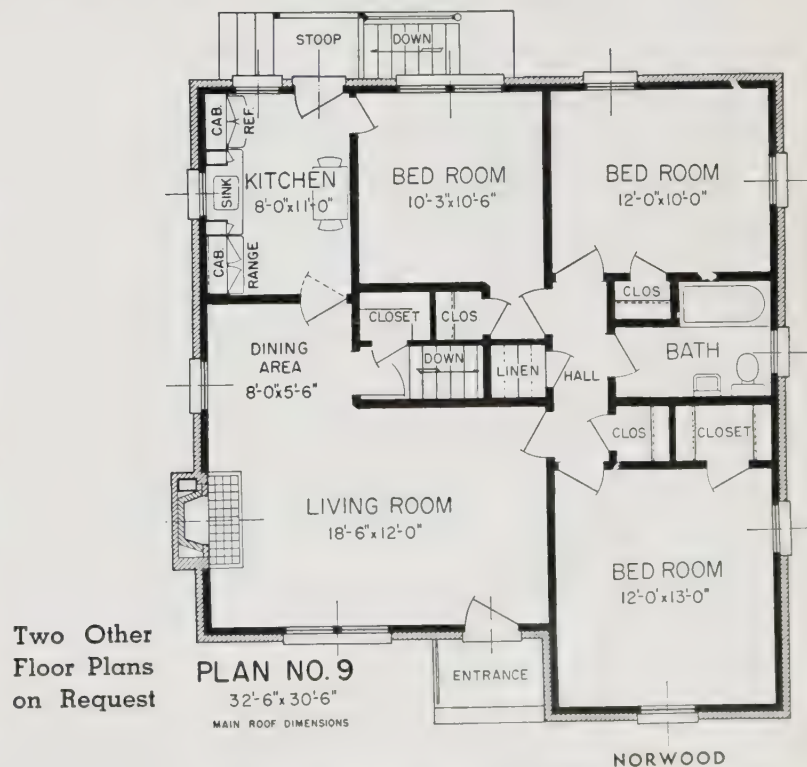 STOOP
DOWN
CAB.
REF.
SINK
KITCHEN
8'-0"x11'-0"
CAB.
RANGE
BED ROOM
10'-3"x10'-6"
BED ROOM
12'-0"x10'-0"
CLOSET
CLOS
CLOS
DINING
AREA
8'-0"x5'-6"
DOWN
LINEN
HALL
BATH
CLOS
CLOSET
LIVING ROOM
18'-6"x12'-0"
BED ROOM
12'-0'x13'-0"
ENTRANCE
Two Other
Floor Plans
on Request
PLAN NO. 9
32'-6"x30'-6"
MAIN ROOF DIMENSIONS
NORWOOD